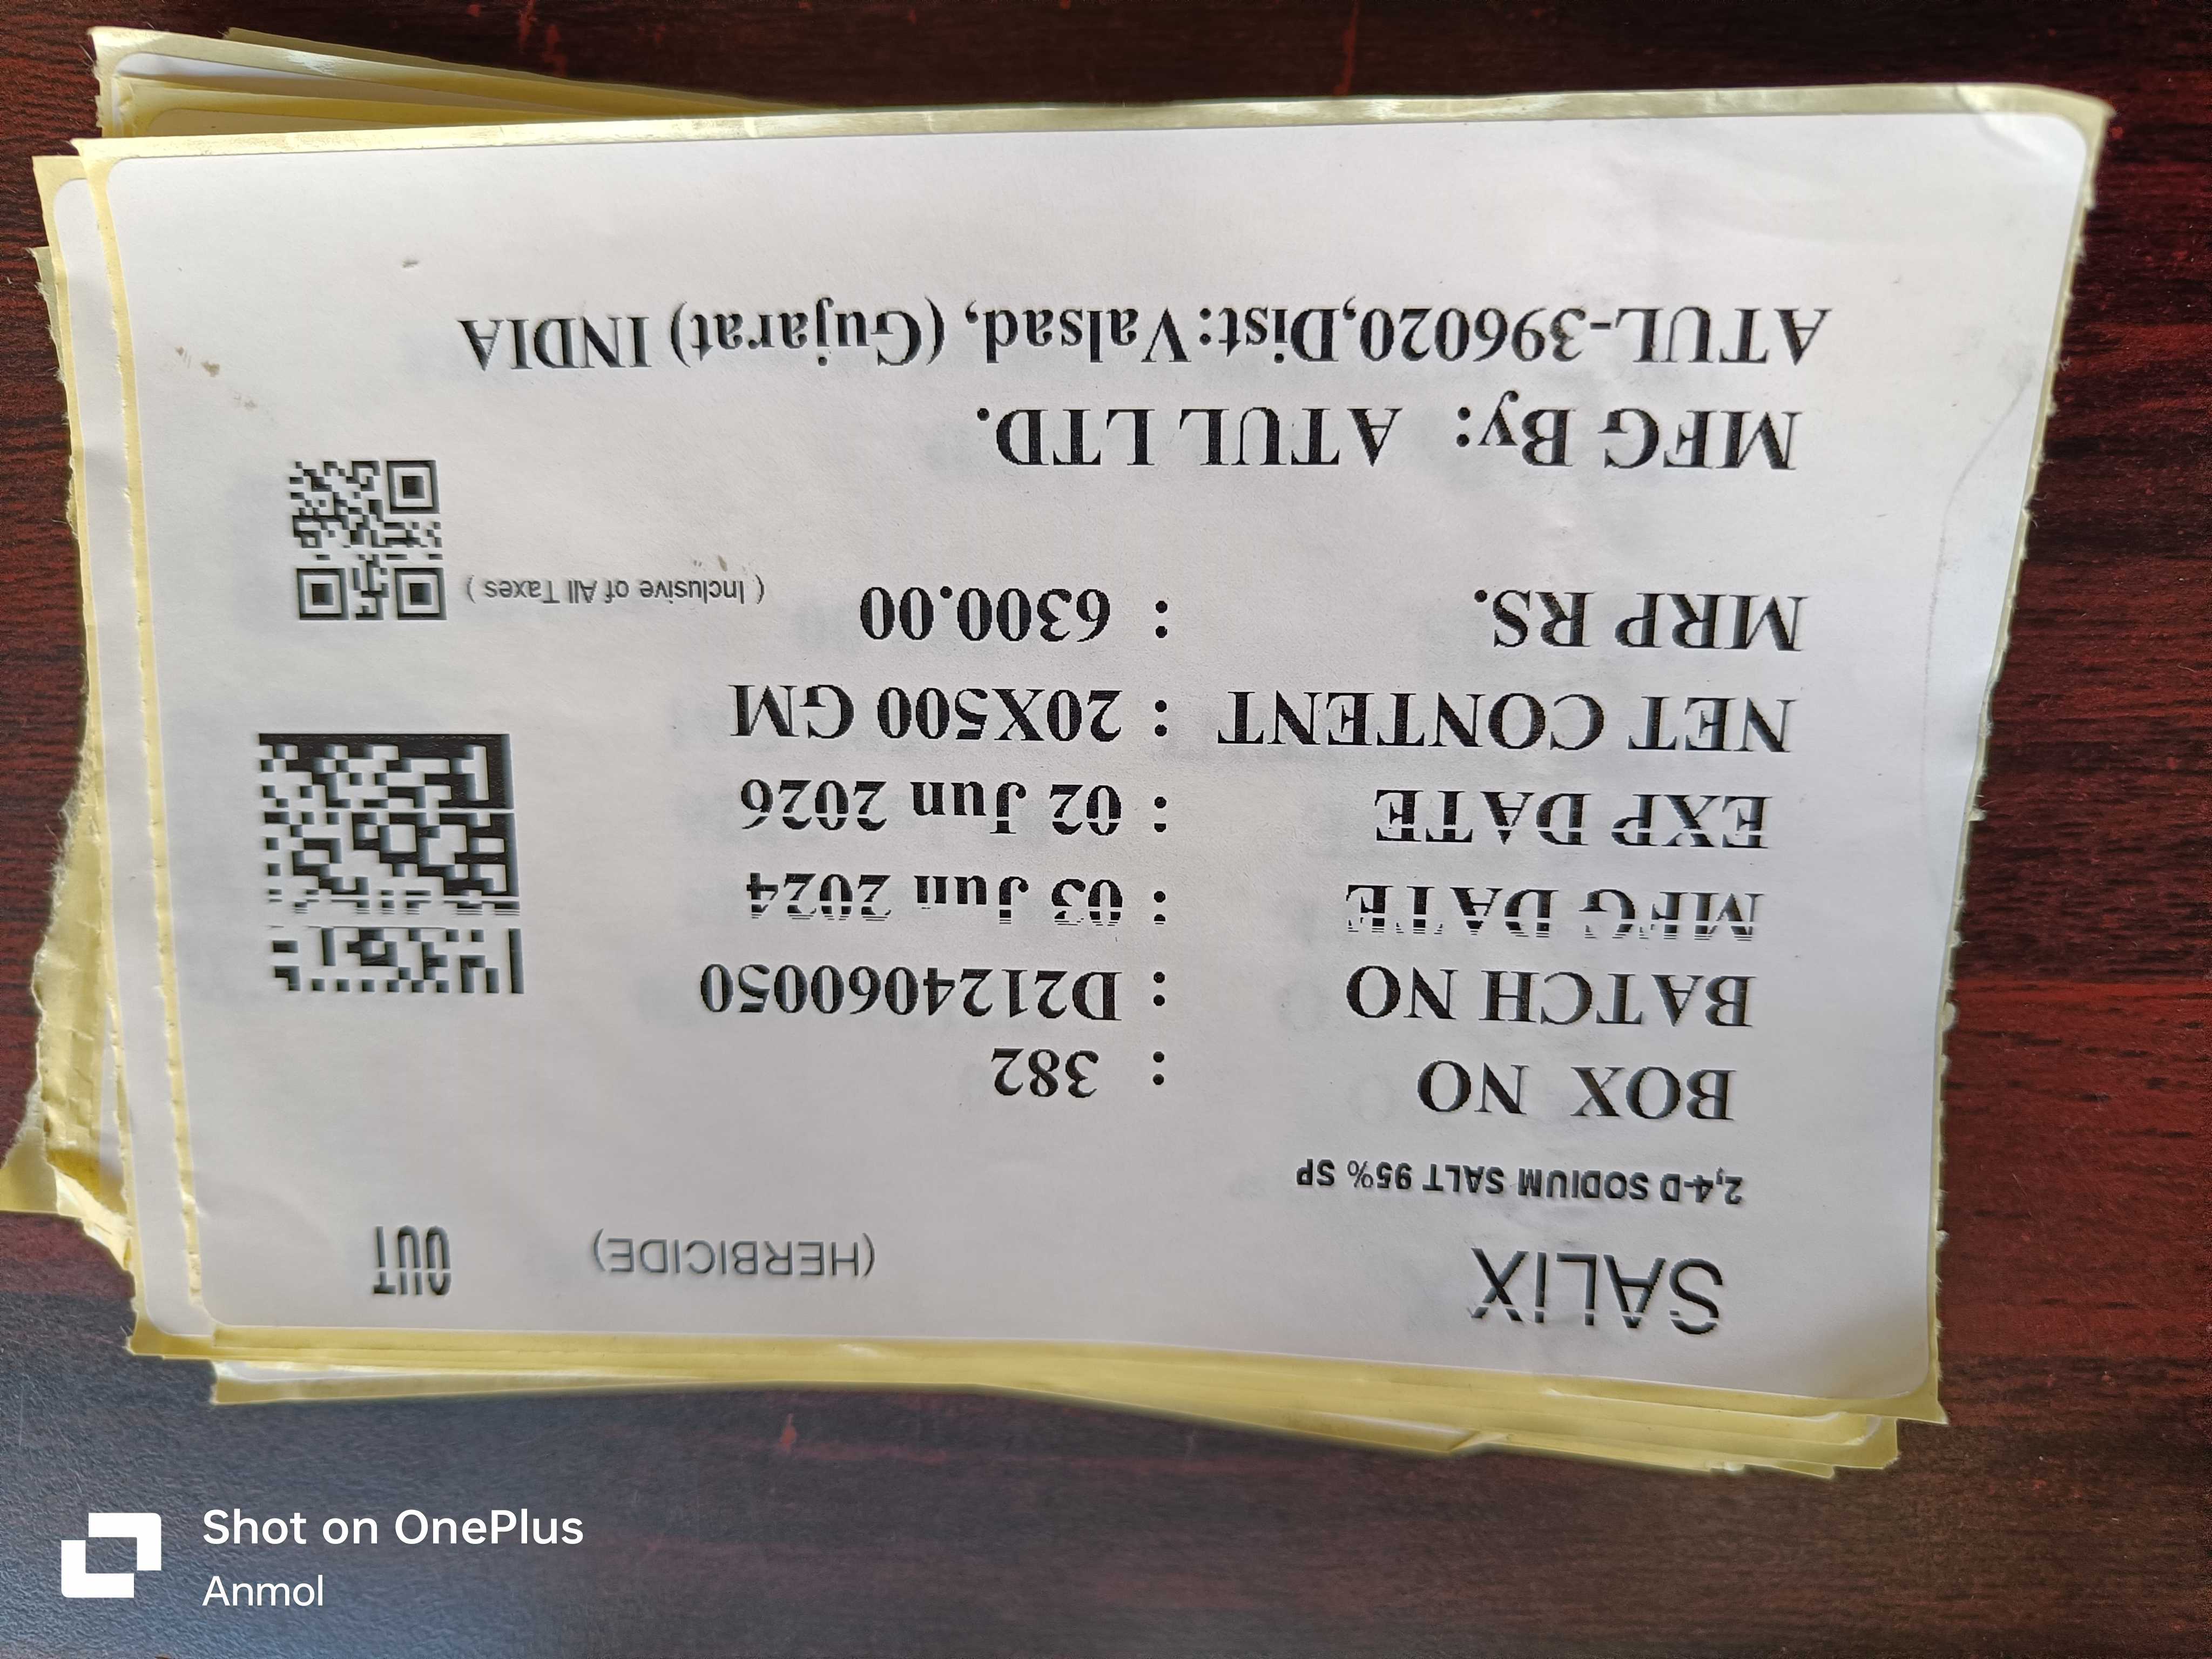 SALIX (HERBICIDE) OUT
2,4-D SODIUM SALT 95% SP
BOX NO : 382
BATCH NO : D2124060050
MFG DATE : 03 Jun 2024
EXP DATE : 02 Jun 2026
NET CONTENT : 20X500 GM
MRP RS. : 6300.00 ( Inclusive of All Taxes )
MFG By: ATUL LTD.
ATUL-396020,Dist:Valsad, (Gujarat) INDIA
Shot on OnePlus
Anmol